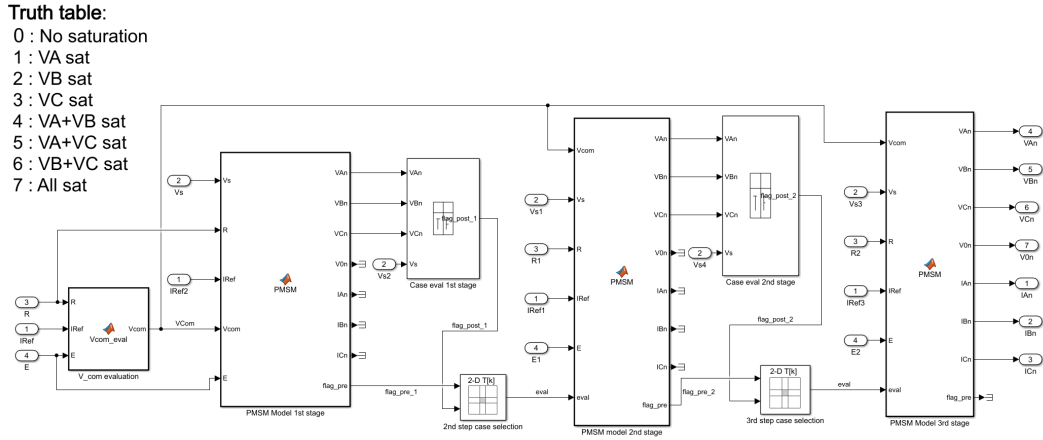 Truth table:
0 : No saturation
1 : VA sat
2 : VB sat
3 : VC sat
4 : VA+VB sat
5 : VA+VC sat
6 : VB+VC sat
7 : All sat
3
R
1
IRef
4
E
R
IRef
E
Vcom_eval
Vcom
V_com evaluation
VCom
2
Vs
1
IRef2
Vs
R
IRef
Vcom
E
PMSM
VAn
VBn
VCn
V0n
IAn
IBn
ICn
flag_pre
PMSM Model 1st stage
2
Vs2
VAn
VBn
VCn
Vs
flag_post_1
Case eval 1st stage
flag_post_1
flag_pre_1
2-D T[k]
2nd step case selection
eval
2
Vs1
3
R1
1
IRef1
4
E1
Vcom
Vs
R
IRef
E
eval
PMSM
VAn
VBn
VCn
V0n
IAn
IBn
ICn
flag_pre
PMSM model 2nd stage
2
Vs4
VAn
VBn
VCn
Vs
flag_post_2
Case eval 2nd stage
flag_post_2
flag_pre_2
2-D T[k]
3rd step case selection
eval
2
Vs3
3
R2
1
IRef3
4
E2
Vcom
Vs
R
IRef
E
eval
PMSM
VAn
VBn
VCn
V0n
IAn
IBn
ICn
flag_pre
PMSM Model 3rd stage
4
VAn
5
VBn
6
VCn
7
V0n
1
IAn
2
IBn
3
ICn